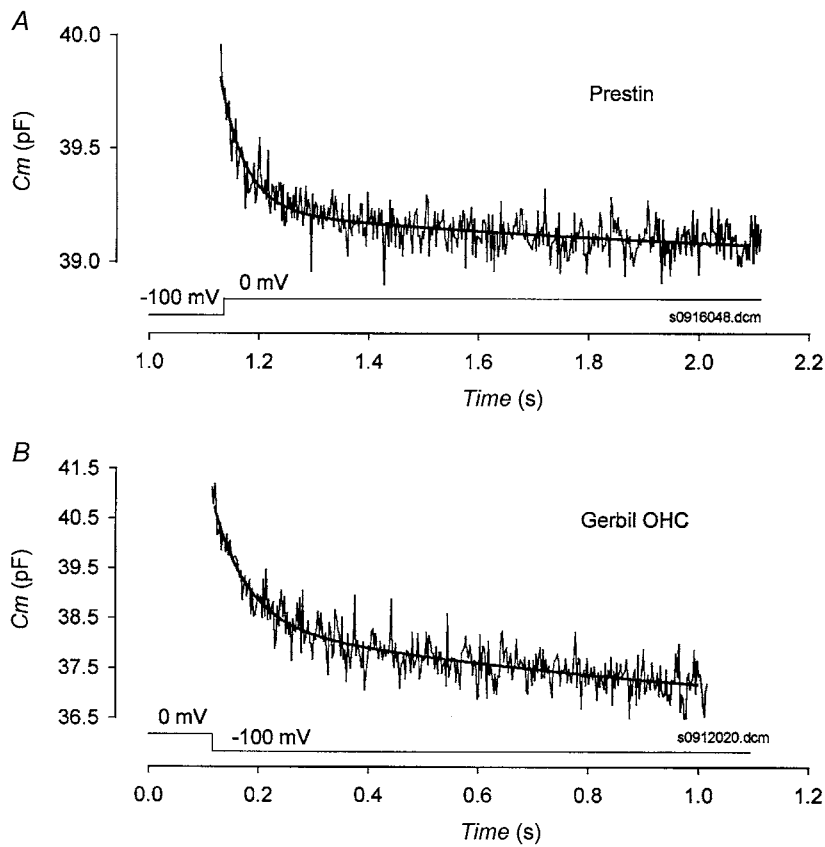 A
40.0
Prestin
39.5
Cm (pF)
39.0
0 mV
-100 mV
s0916048.dcm
1.0 1.2 1.4 1.6 1.8 2.0 2.2
Time (s)
B
41.5
40.5
Gerbil OHC
39.5
Cm (pF)
38.5
37.5
36.5
0 mV
-100 mV
s0912020.dcm
0.0 0.2 0.4 0.6 0.8 1.0 1.2
Time (s)